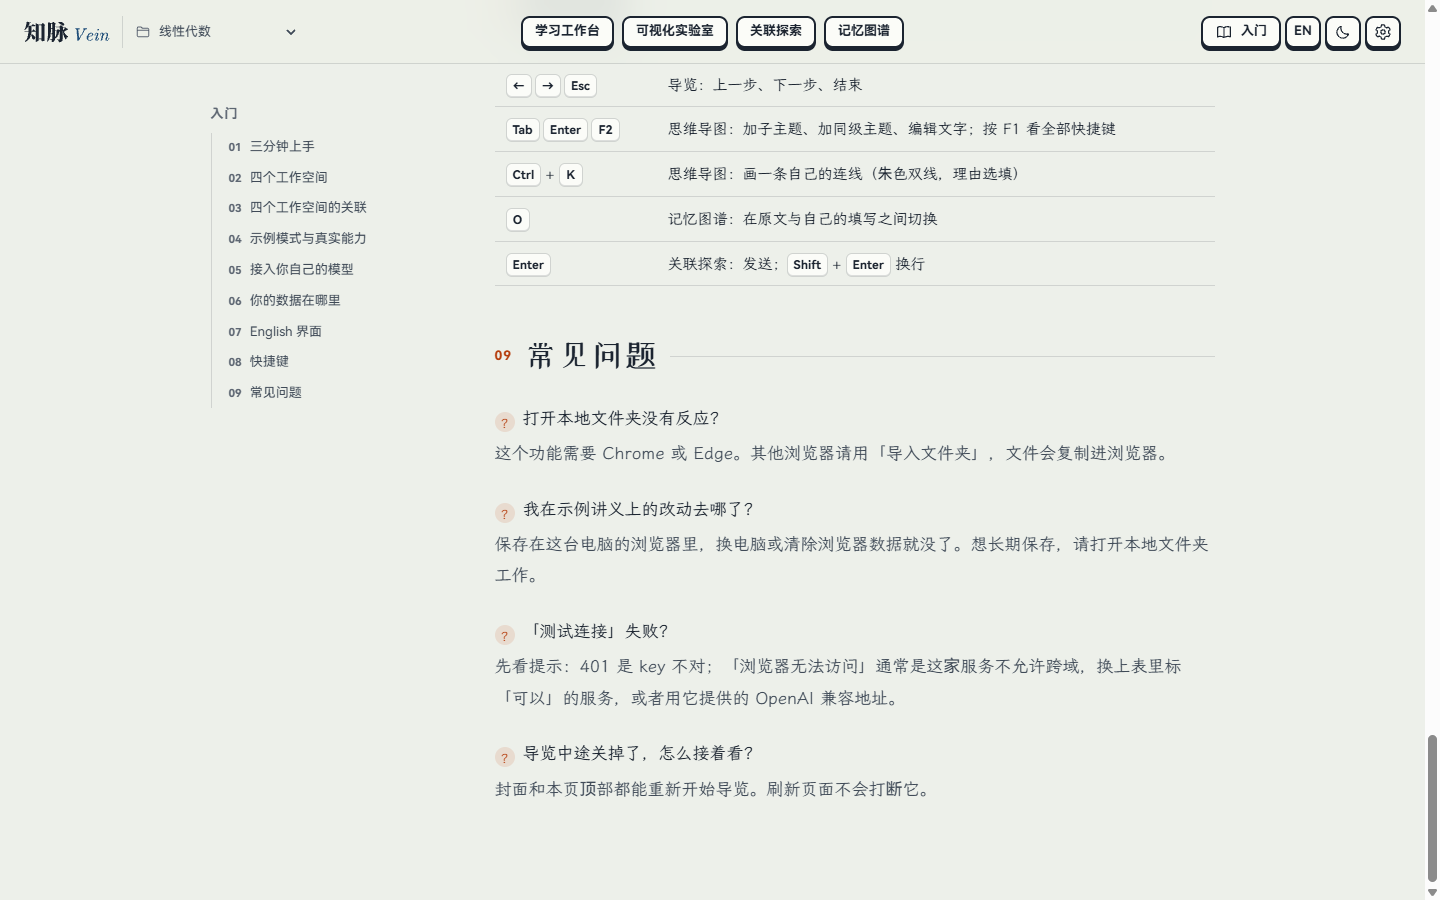 知脉 Vein 线性代数 学习工作台 可视化实验室 关联探索 记忆图谱 入门 EN
入门
01 三分钟上手
02 四个工作空间
03 四个工作空间的关联
04 示例模式与真实能力
05 接入你自己的模型
06 你的数据在哪里
07 English 界面
08 快捷键
09 常见问题
← → Esc 导览：上一步、下一步、结束
Tab Enter F2 思维导图：加子主题、加同级主题、编辑文字；按 F1 看全部快捷键
Ctrl + K 思维导图：画一条自己的连线（朱色双线，理由选填）
O 记忆图谱：在原文与自己的填写之间切换
Enter 关联探索：发送；Shift + Enter 换行
09 常见问题
? 打开本地文件夹没有反应？
这个功能需要 Chrome 或 Edge。其他浏览器请用「导入文件夹」，文件会复制进浏览器。
? 我在示例讲义上的改动去哪了？
保存在这台电脑的浏览器里，换电脑或清除浏览器数据就没了。想长期保存，请打开本地文件夹
工作。
? 「测试连接」失败？
先看提示：401 是 key 不对；「浏览器无法访问」通常是这家服务不允许跨域，换上表里标
「可以」的服务，或者用它提供的 OpenAI 兼容地址。
? 导览中途关掉了，怎么接着看？
封面和本页顶部都能重新开始导览。刷新页面不会打断它。